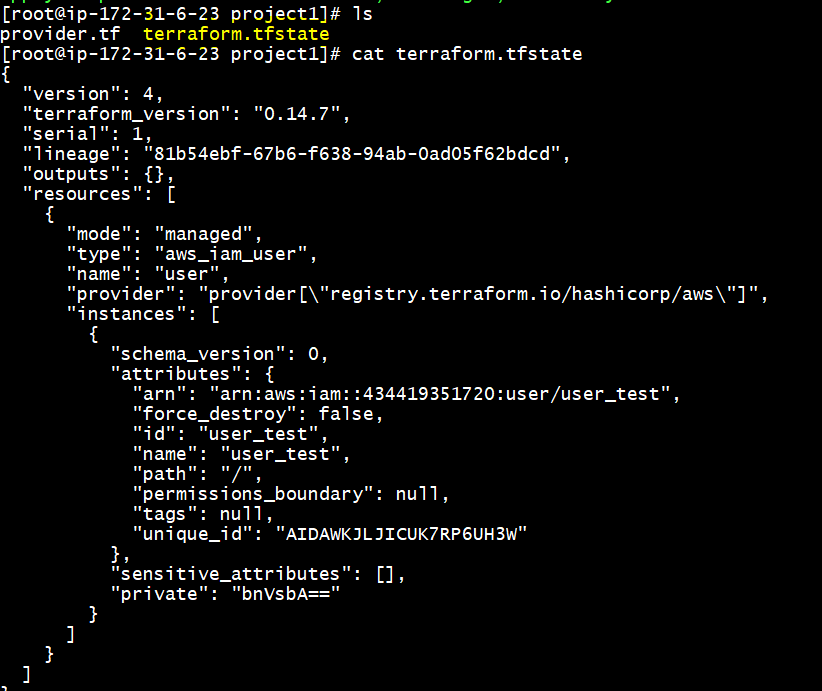 [root@ip-172-31-6-23 project1]# ls
provider.tf  terraform.tfstate
[root@ip-172-31-6-23 project1]# cat terraform.tfstate
{
  "version": 4,
  "terraform_version": "0.14.7",
  "serial": 1,
  "lineage": "81b54ebf-67b6-f638-94ab-0ad05f62bdcd",
  "outputs": {},
  "resources": [
    {
      "mode": "managed",
      "type": "aws_iam_user",
      "name": "user",
      "provider": "provider[\"registry.terraform.io/hashicorp/aws\"]",
      "instances": [
        {
          "schema_version": 0,
          "attributes": {
            "arn": "arn:aws:iam::434419351720:user/user_test",
            "force_destroy": false,
            "id": "user_test",
            "name": "user_test",
            "path": "/",
            "permissions_boundary": null,
            "tags": null,
            "unique_id": "AIDAWKJLJICUK7RP6UH3W"
          },
          "sensitive_attributes": [],
          "private": "bnVsbA=="
        }
      ]
    }
  ]